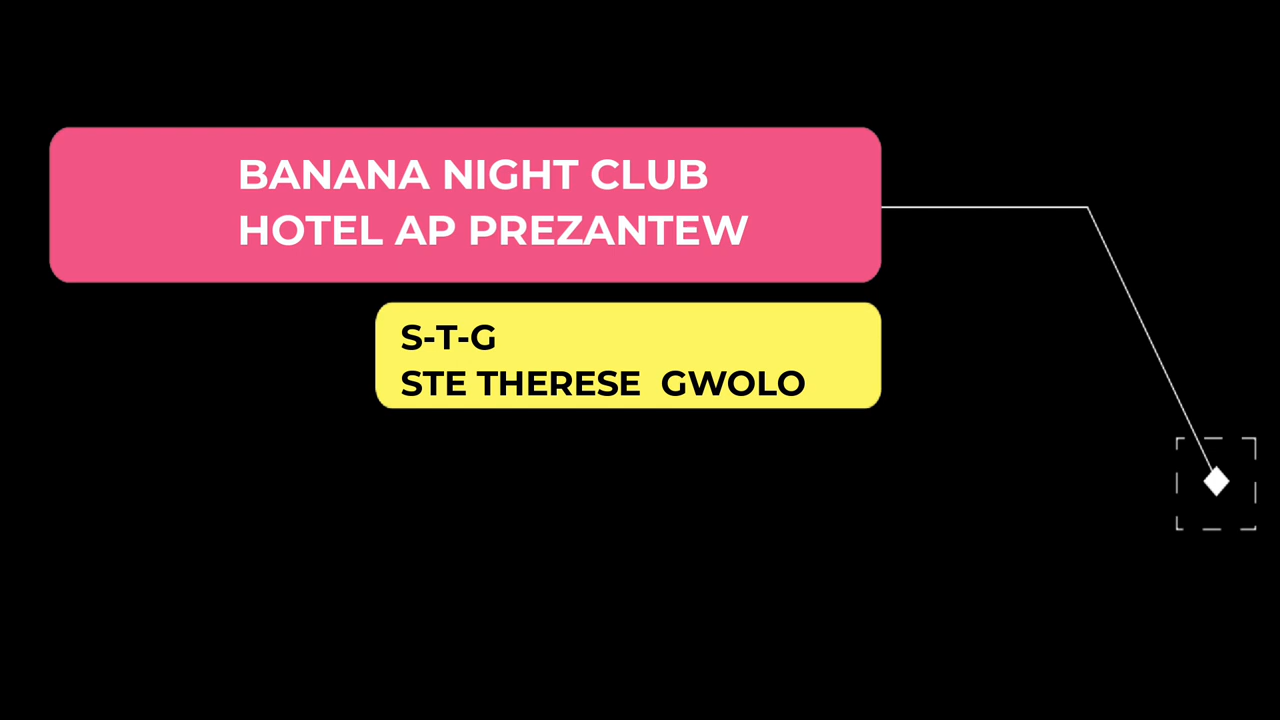 BANANA NIGHT CLUB
HOTEL AP PREZANTEW
S-T-G
STE THERESE GWOLO